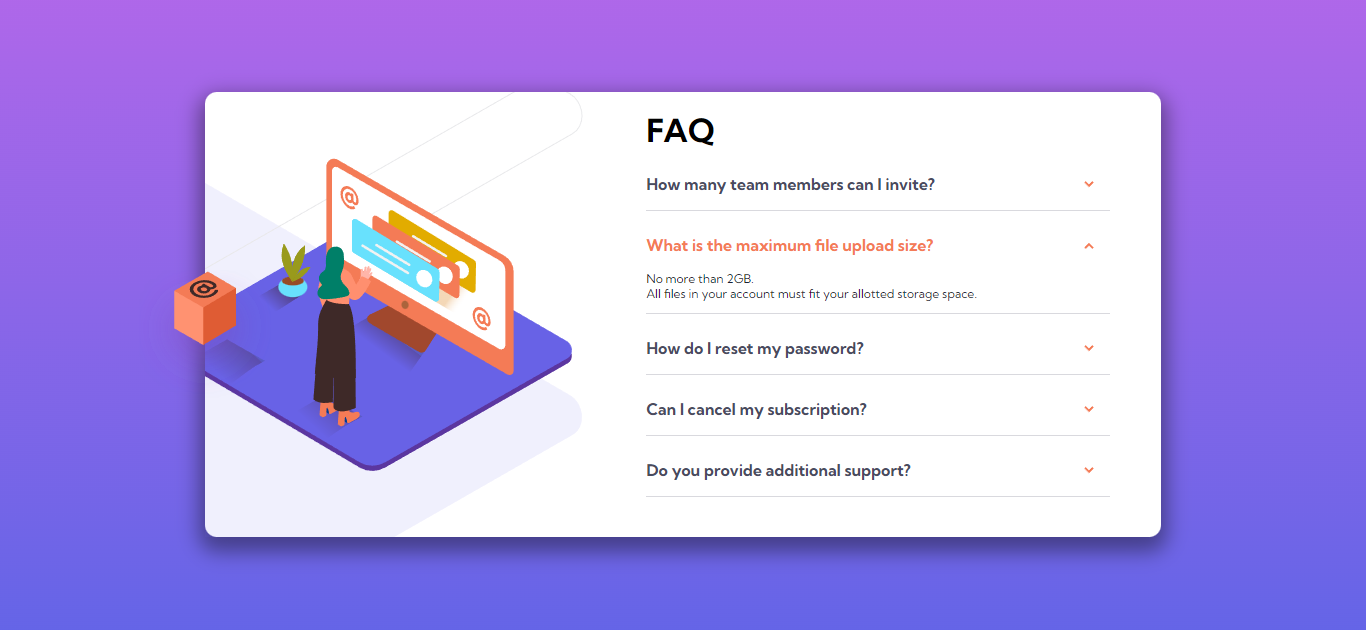 FAQ
How many team members can I invite?
What is the maximum file upload size?
No more than 2GB.
All files in your account must fit your allotted storage space.
How do I reset my password?
Can I cancel my subscription?
Do you provide additional support?
@
@
@